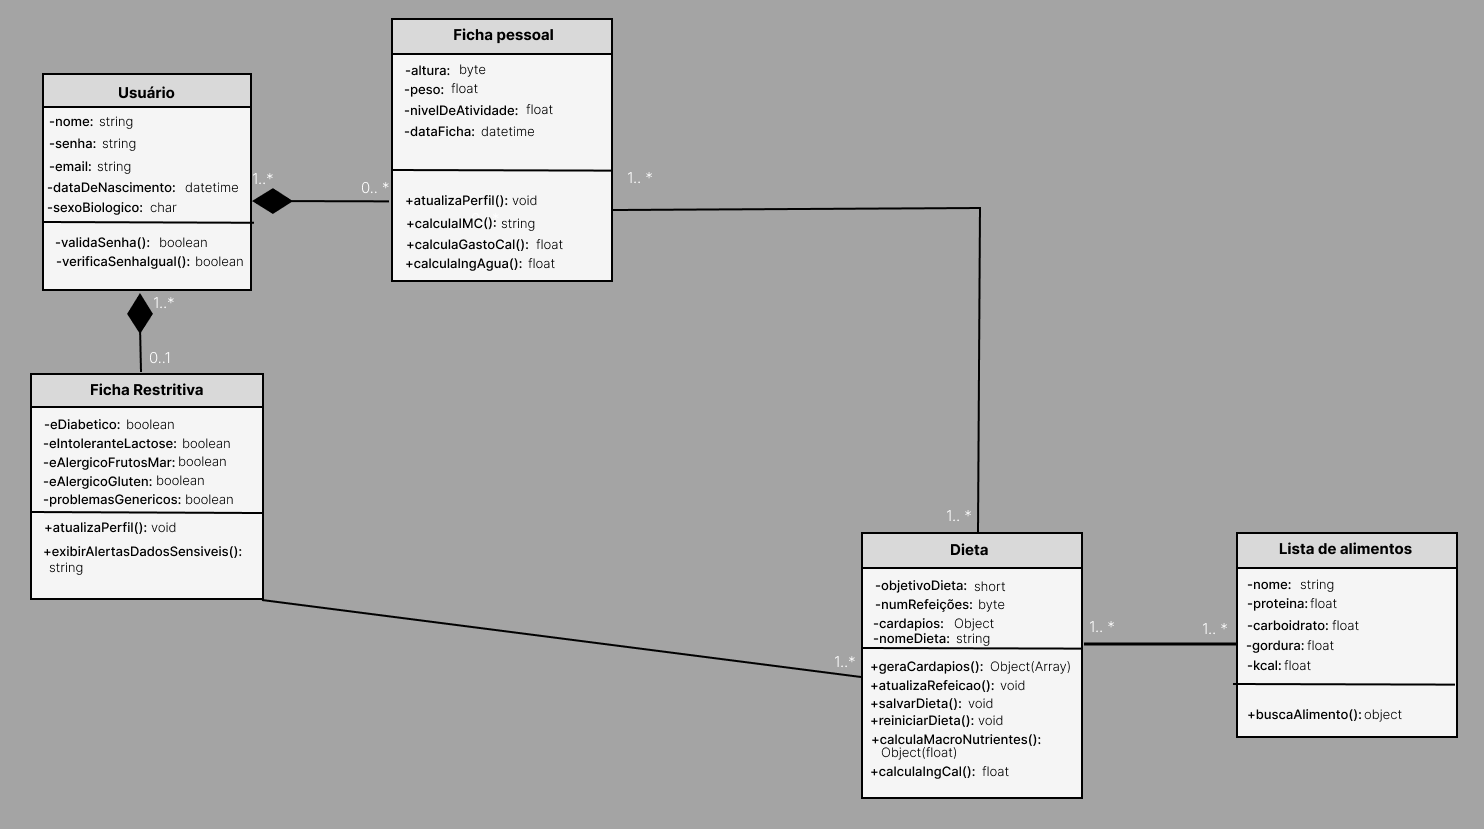 Ficha pessoal
-altura: byte
-peso: float
-nivelDeAtividade: float
-dataFicha: datetime
+atualizaPerfil(): void
+calculaIMC(): string
+calculaGastoCal(): float
+calculaIngAgua(): float
Usuário
-nome: string
-senha: string
-email: string
-dataDeNascimento: datetime
-sexoBiologico: char
-validaSenha(): boolean
-verificaSenhaIgual(): boolean
1..*
0.. *
1.. *
1..*
0..1
Ficha Restritiva
-eDiabetico: boolean
-eIntoleranteLactose: boolean
-eAlergicoFrutosMar: boolean
-eAlergicoGluten: boolean
-problemasGenericos: boolean
+atualizaPerfil(): void
+exibirAlertasDadosSensiveis():
string
1.. *
1..*
Dieta
-objetivoDieta: short
-numRefeições: byte
-cardapios: Object
-nomeDieta: string
+geraCardapios(): Object(Array)
+atualizaRefeicao(): void
+salvarDieta(): void
+reiniciarDieta(): void
+calculaMacroNutrientes():
Object(float)
+calculaIngCal(): float
1.. *
1.. *
Lista de alimentos
-nome: string
-proteina: float
-carboidrato: float
-gordura: float
-kcal: float
+buscaAlimento(): object